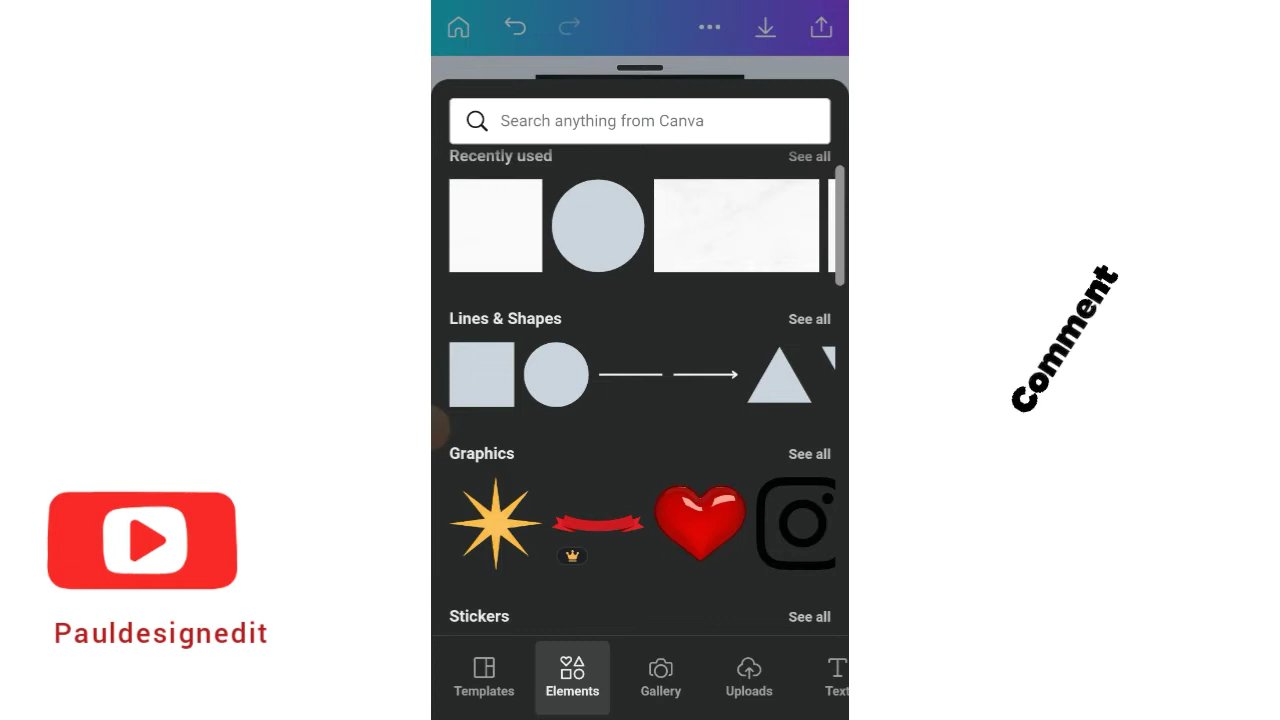 Search anything from Canva
Recently used See all
Lines & Shapes See all
Graphics See all
Stickers See all
Templates Elements Gallery Uploads Text
Comment
Pauldesignedit